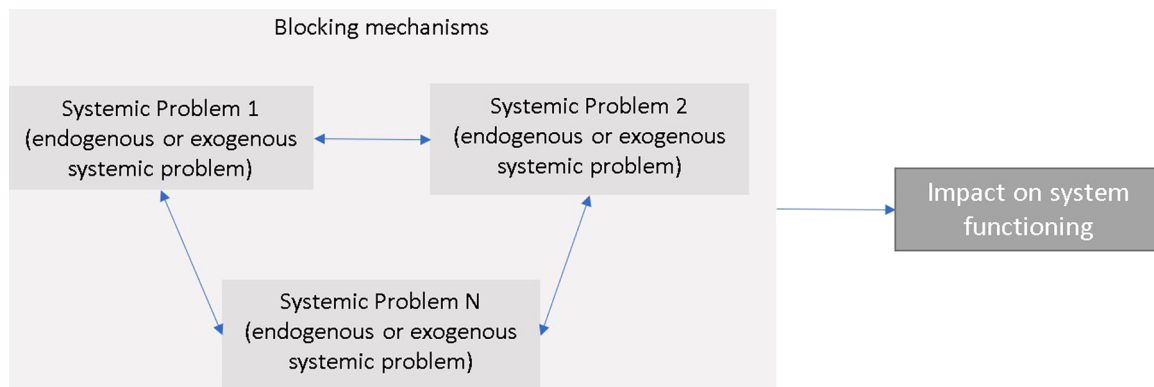 Blocking mechanisms
Systemic Problem 1
(endogenous or exogenous
systemic problem)
Systemic Problem 2
(endogenous or exogenous
systemic problem)
Systemic Problem N
(endogenous or exogenous
systemic problem)
Impact on system
functioning